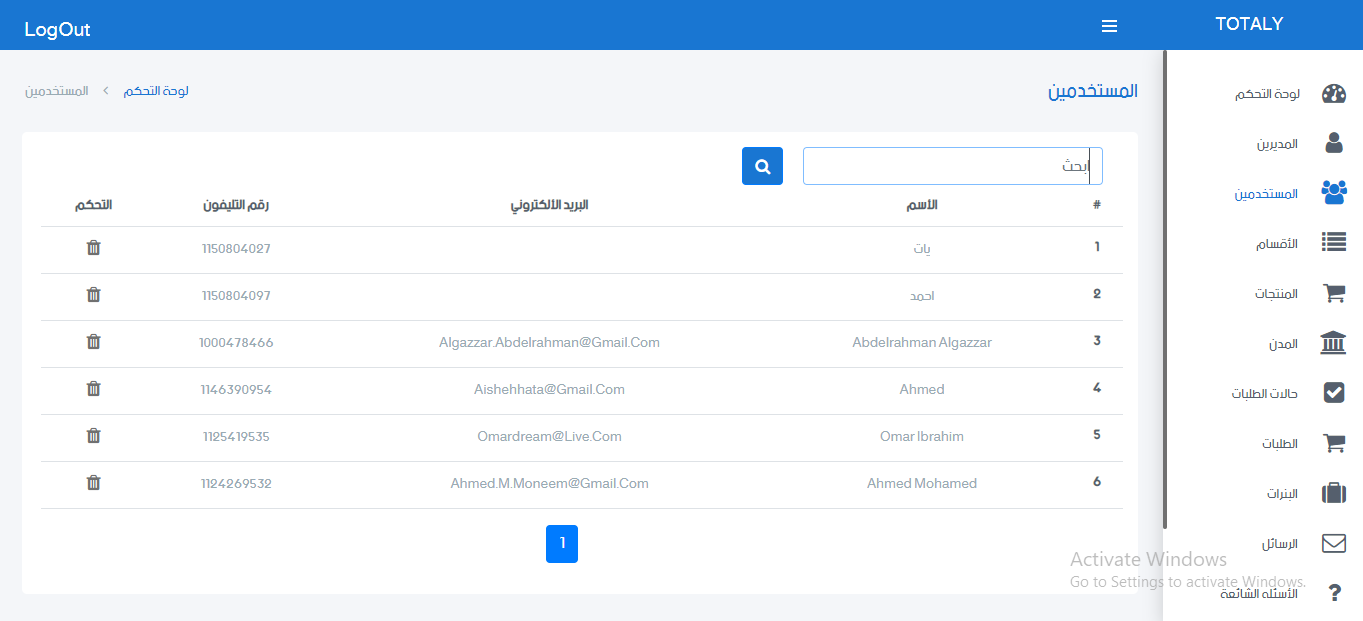 TOTALY
LogOut
لوحة التحكم
المديرين
المستخدمين
الأقسام
المنتجات
المدن
حالات الطلبات
الطلبات
البنرات
الرسائل
الأسئله الشائعة
المستخدمين
لوحة التحكم > المستخدمين
ابحث
# الأسم البريد الألكتروني رقم التليفون التحكم
1 يات 1150804027
2 احمد 1150804097
3 Abdelrahman Algazzar Algazzar.Abdelrahman@Gmail.Com 1000478466
4 Ahmed Aishehhata@Gmail.Com 1146390954
5 Omar Ibrahim Omardream@Live.Com 1125419535
6 Ahmed Mohamed Ahmed.M.Moneem@Gmail.Com 1124269532
1
Activate Windows
Go to Settings to activate Windows.